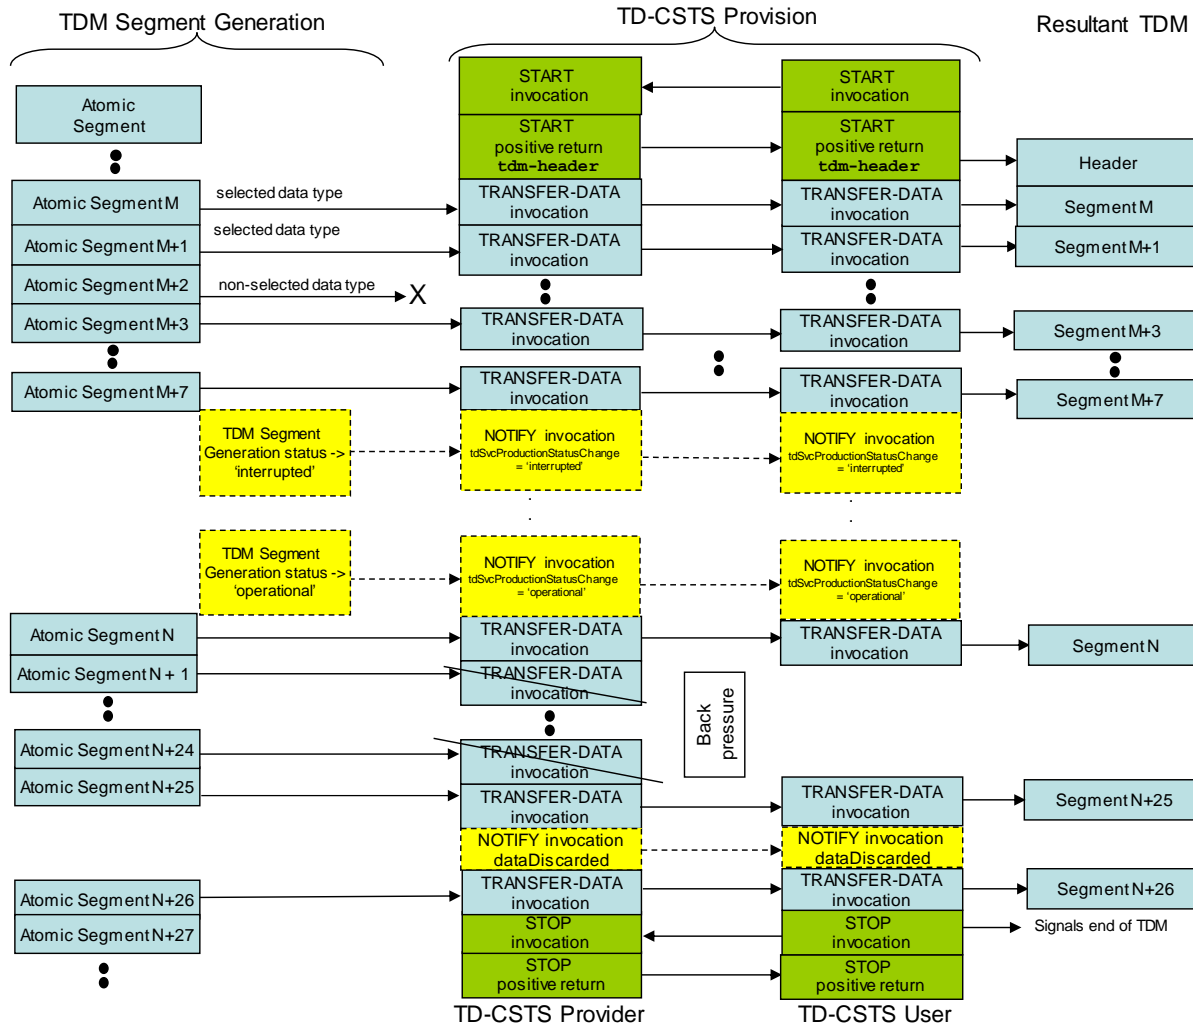 TDM Segment Generation
TD-CSTS Provision
Resultant TDM
START
invocation
START
invocation
Atomic
Segment
START
positive return
tdm-header
START
positive return
tdm-header
Header
Atomic Segment M
selected data type
TRANSFER-DATA
invocation
TRANSFER-DATA
invocation
Segment M
Atomic Segment M+1
selected data type
TRANSFER-DATA
invocation
TRANSFER-DATA
invocation
Segment M+1
Atomic Segment M+2
non-selected data type
X
Atomic Segment M+3
TRANSFER-DATA
invocation
TRANSFER-DATA
invocation
Segment M+3
Atomic Segment M+7
TRANSFER-DATA
invocation
TRANSFER-DATA
invocation
Segment M+7
TDM Segment
Generation status ->
‘interrupted’
NOTIFY invocation
tdSvcProductionStatusChange
= ‘interrupted’
NOTIFY invocation
tdSvcProductionStatusChange
= ‘interrupted’
TDM Segment
Generation status ->
‘operational’
NOTIFY invocation
tdSvcProductionStatusChange
= ‘operational’
NOTIFY invocation
tdSvcProductionStatusChange
= ‘operational’
Atomic Segment N
TRANSFER-DATA
invocation
TRANSFER-DATA
invocation
Segment N
Atomic Segment N + 1
TRANSFER-DATA
invocation
Back
pressure
Atomic Segment N+24
TRANSFER-DATA
invocation
Atomic Segment N+25
TRANSFER-DATA
invocation
TRANSFER-DATA
invocation
Segment N+25
NOTIFY invocation
dataDiscarded
NOTIFY invocation
dataDiscarded
Atomic Segment N+26
TRANSFER-DATA
invocation
TRANSFER-DATA
invocation
Segment N+26
Atomic Segment N+27
STOP
invocation
STOP
invocation
Signals end of TDM
STOP
positive return
STOP
positive return
TD-CSTS Provider
TD-CSTS User